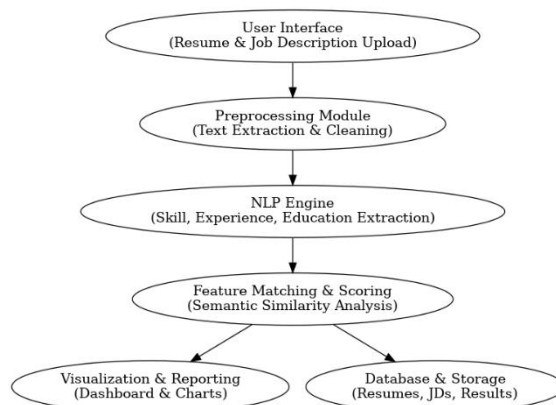 User Interface
(Resume & Job Description Upload)
Preprocessing Module
(Text Extraction & Cleaning)
NLP Engine
(Skill, Experience, Education Extraction)
Feature Matching & Scoring
(Semantic Similarity Analysis)
Visualization & Reporting
(Dashboard & Charts)
Database & Storage
(Resumes, JDs, Results)